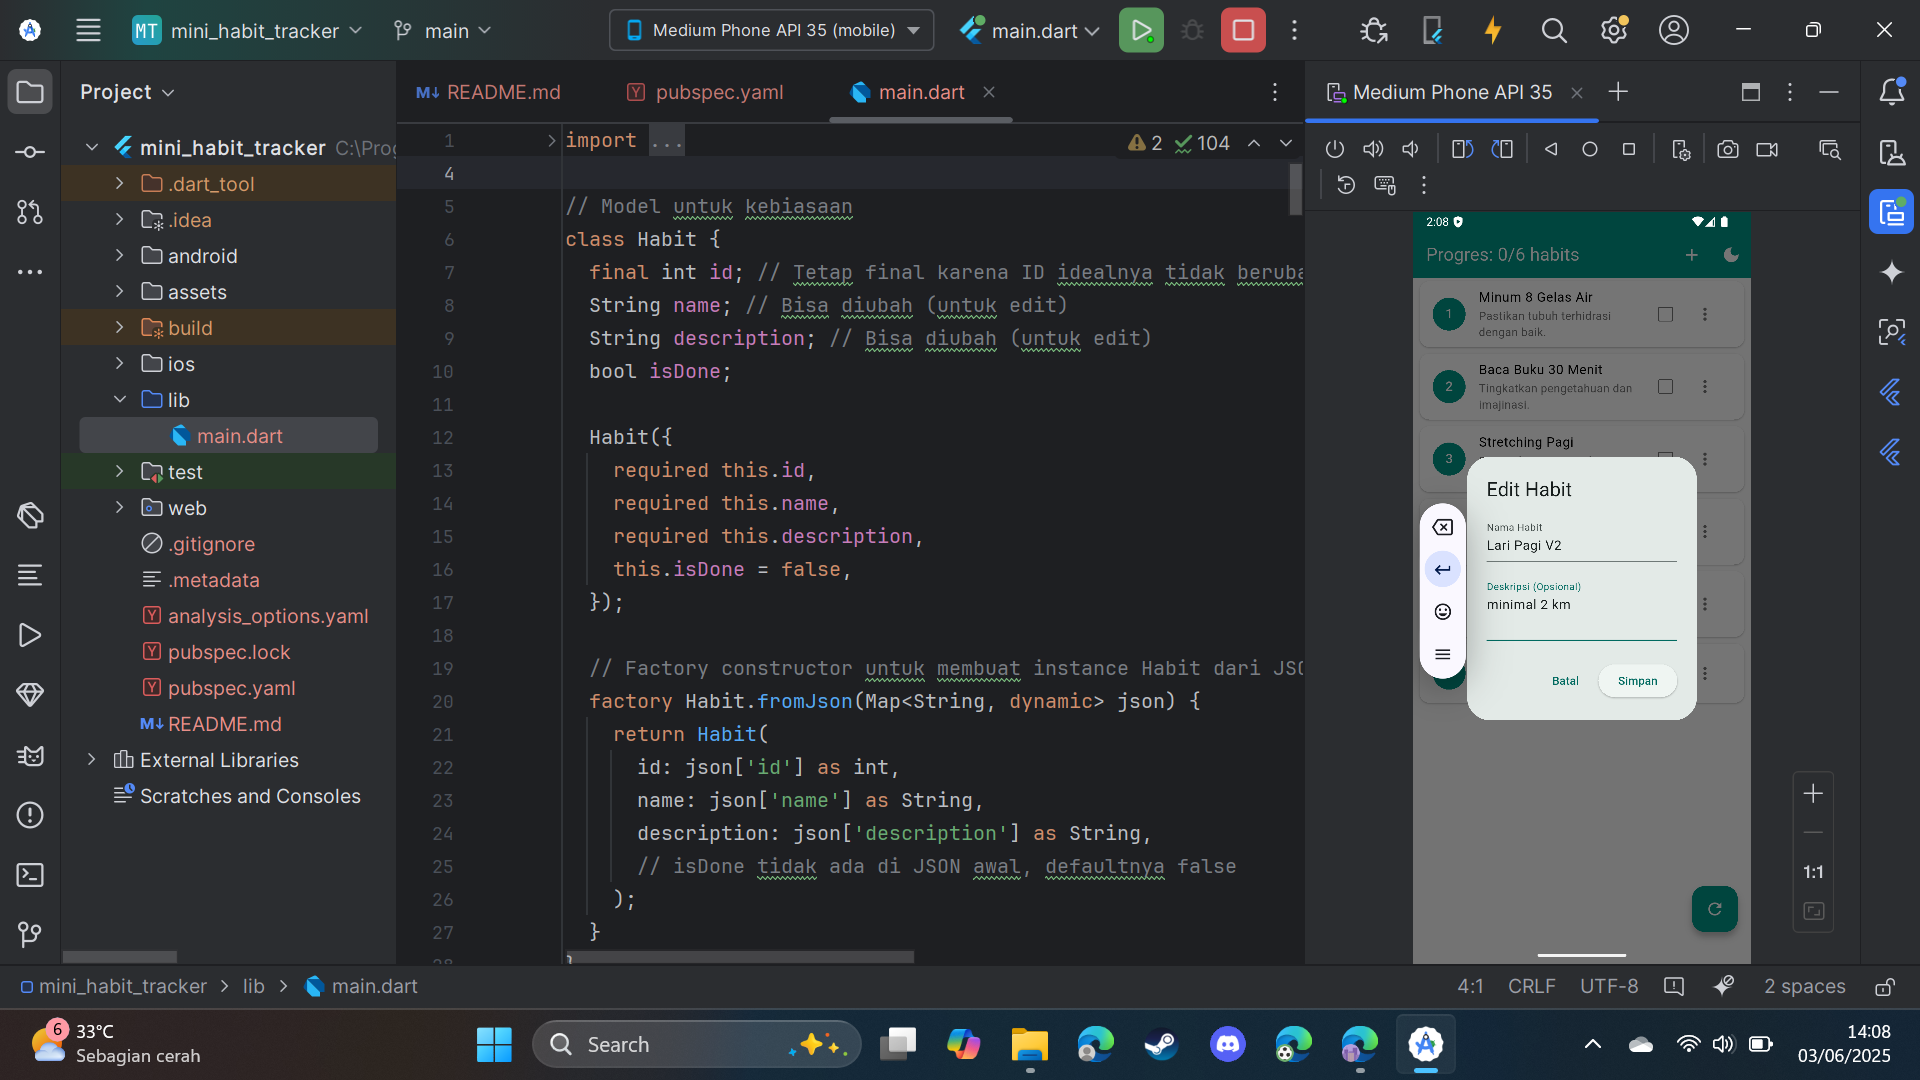 MT mini_habit_tracker main Medium Phone API 35 (mobile) main.dart
Project
mini_habit_tracker C:\Pro
.dart_tool
.idea
android
assets
build
ios
lib
main.dart
test
web
.gitignore
.metadata
analysis_options.yaml
pubspec.lock
pubspec.yaml
README.md
External Libraries
Scratches and Consoles
README.md pubspec.yaml main.dart
2 104
1 import ...
4
5 // Model untuk kebiasaan
6 class Habit {
7 final int id; // Tetap final karena ID idealnya tidak beruba
8 String name; // Bisa diubah (untuk edit)
9 String description; // Bisa diubah (untuk edit)
10 bool isDone;
11
12 Habit({
13 required this.id,
14 required this.name,
15 required this.description,
16 this.isDone = false,
17 });
18
19 // Factory constructor untuk membuat instance Habit dari JSO
20 factory Habit.fromJson(Map<String, dynamic> json) {
21 return Habit(
22 id: json['id'] as int,
23 name: json['name'] as String,
24 description: json['description'] as String,
25 // isDone tidak ada di JSON awal, defaultnya false
26 );
27 }
Medium Phone API 35
2:08
Progres: 0/6 habits
1 Minum 8 Gelas Air
Pastikan tubuh terhidrasi
dengan baik.
2 Baca Buku 30 Menit
Tingkatkan pengetahuan dan
imajinasi.
3 Stretching Pagi
Edit Habit
Nama Habit
Lari Pagi V2
Deskripsi (Opsional)
minimal 2 km
Batal Simpan
1:1
mini_habit_tracker > lib > main.dart
4:1 CRLF UTF-8 2 spaces
6 33°C
Sebagian cerah
Search
14:08
03/06/2025